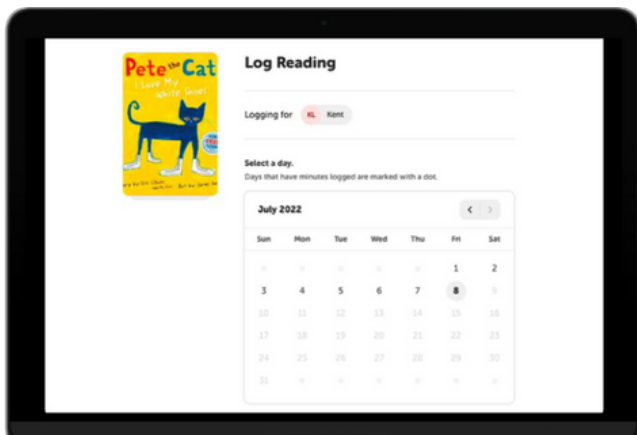 Pete the Cat
I Love My
White Shoes
Log Reading
Logging for KL Kent
Select a day.
Days that have minutes logged are marked with a dot.
July 2022
Sun Mon Tue Wed Thu Fri Sat
1 2
3 4 5 6 7 8 9
10 11 12 13 14 15 16
17 18 19 20 21 22 23
24 25 26 27 28 29 30
31